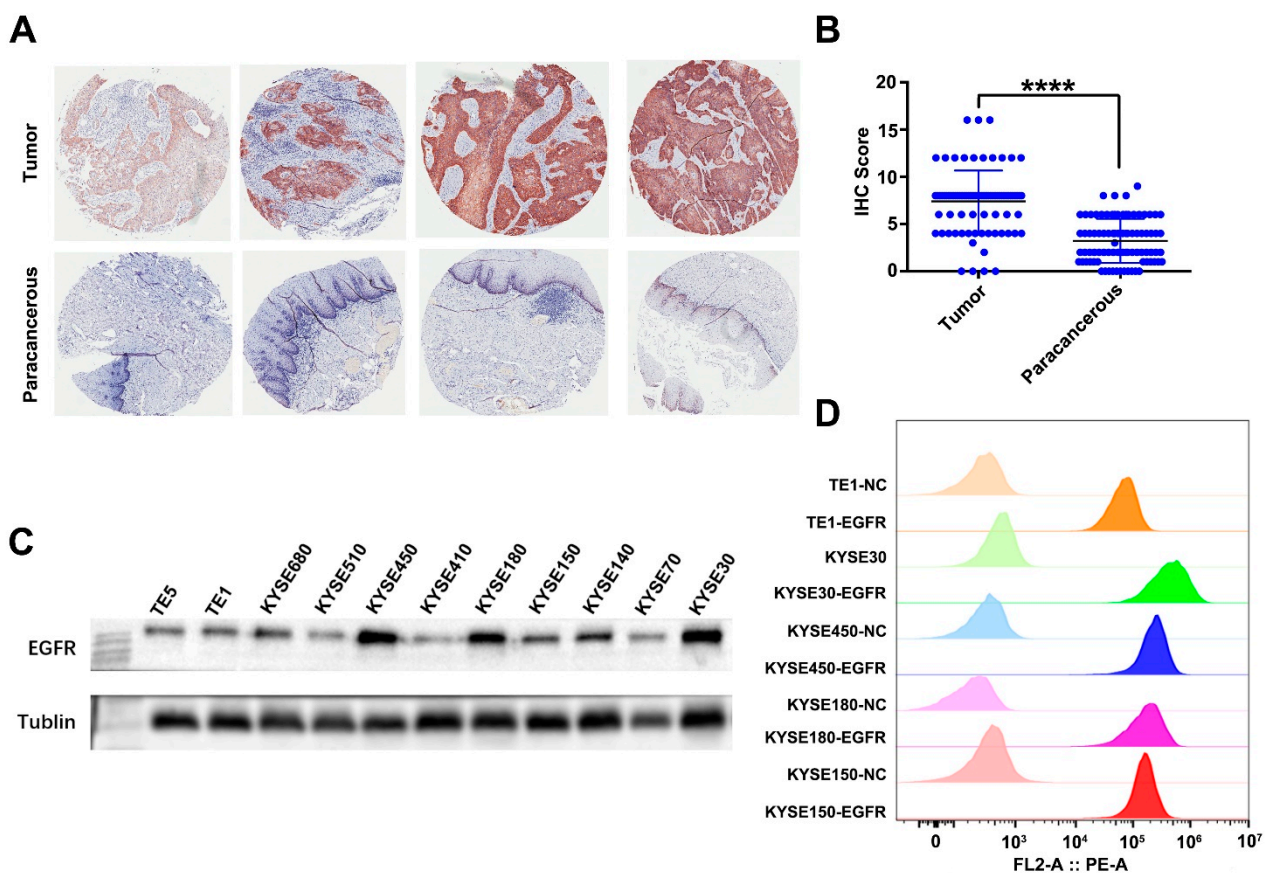 A
Tumor
Paracancerous
B
****
IHC Score
20
15
10
5
0
Tumor
Paracancerous
C
TE5
TE1
KYSE680
KYSE510
KYSE450
KYSE410
KYSE180
KYSE150
KYSE140
KYSE70
KYSE30
EGFR
Tublin
D
TE1-NC
TE1-EGFR
KYSE30
KYSE30-EGFR
KYSE450-NC
KYSE450-EGFR
KYSE180-NC
KYSE180-EGFR
KYSE150-NC
KYSE150-EGFR
0 10³ 10⁴ 10⁵ 10⁶ 10⁷
FL2-A :: PE-A